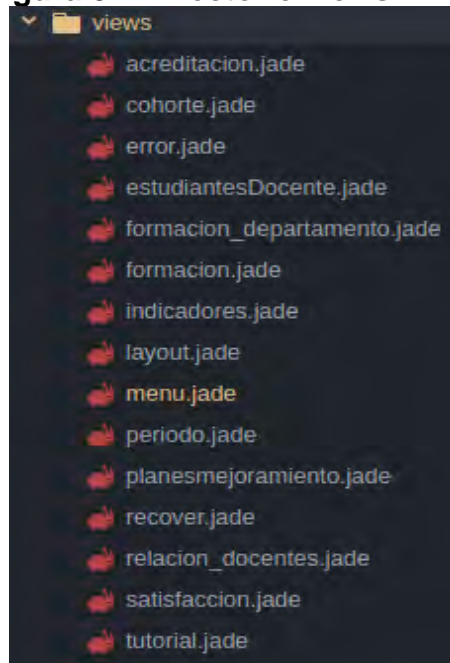 views
acreditacion.jade
cohorte.jade
error.jade
estudiantesDocente.jade
formacion_departamento.jade
formacion.jade
indicadores.jade
layout.jade
menu.jade
periodo.jade
planesmejoramiento.jade
recover.jade
relacion_docentes.jade
satisfaccion.jade
tutorial.jade